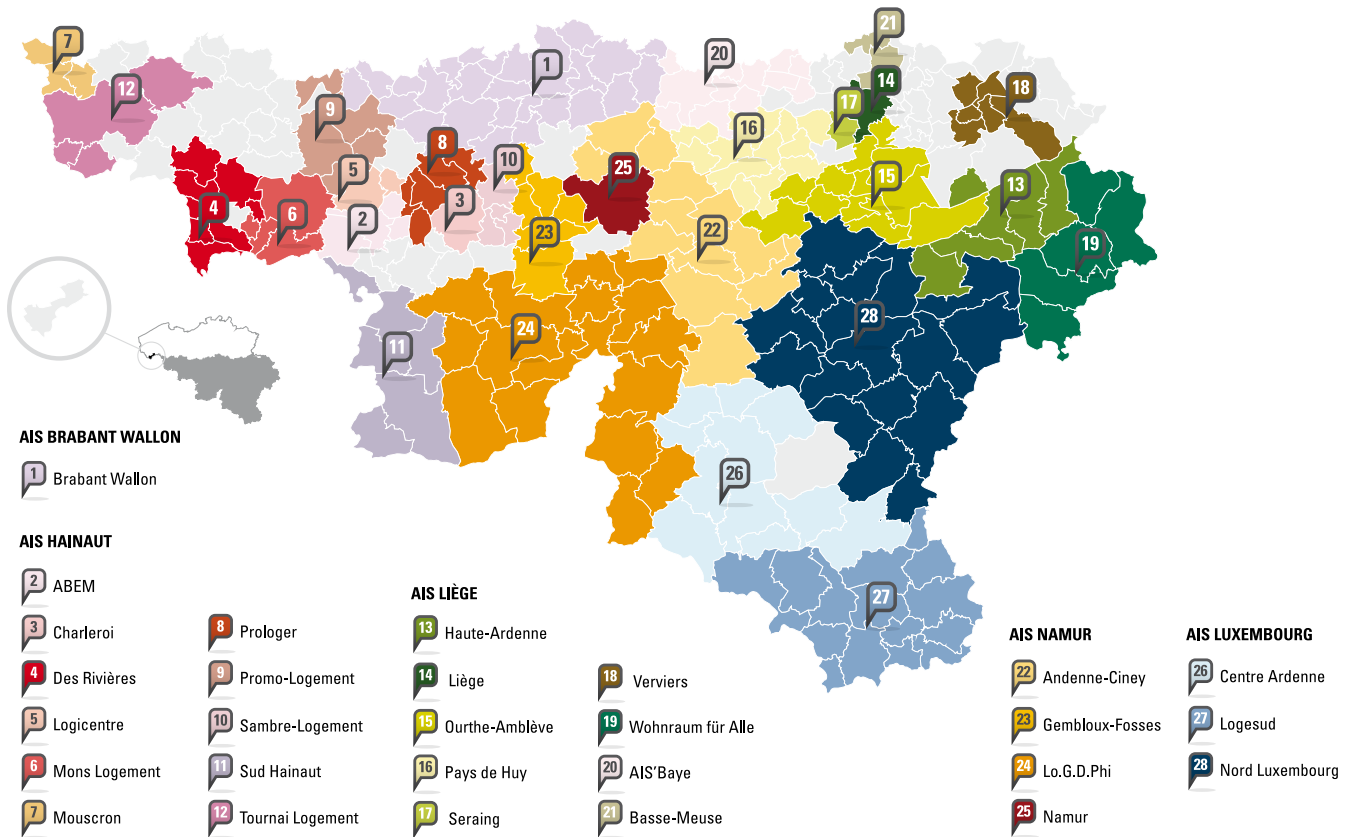 7
21
20
1
12
14
18
9
17
16
8
10
5
25
15
13
3
4
6
2
23
22
19
28
24
11
26
27
AIS BRABANT WALLON
1 Brabant Wallon
AIS HAINAUT
2 ABEM
3 Charleroi
4 Des Rivières
5 Logicentre
6 Mons Logement
7 Mouscron
8 Prologer
9 Promo-Logement
10 Sambre-Logement
11 Sud Hainaut
12 Tournai Logement
AIS LIÈGE
13 Haute-Ardenne
14 Liège
15 Ourthe-Amblève
16 Pays de Huy
17 Seraing
18 Verviers
19 Wohnraum für Alle
20 AIS'Baye
21 Basse-Meuse
AIS NAMUR
22 Andenne-Ciney
23 Gembloux-Fosses
24 Lo.G.D.Phi
25 Namur
AIS LUXEMBOURG
26 Centre Ardenne
27 Logesud
28 Nord Luxembourg